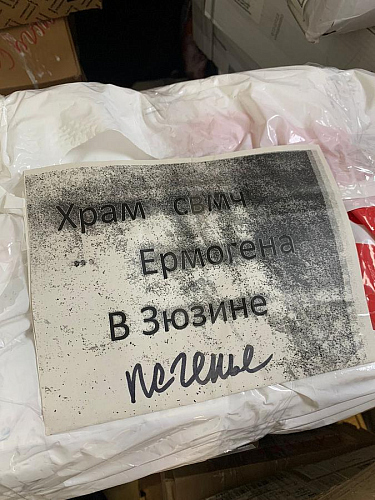 Храм свмч
Ермогена
В Зюзине
печенье